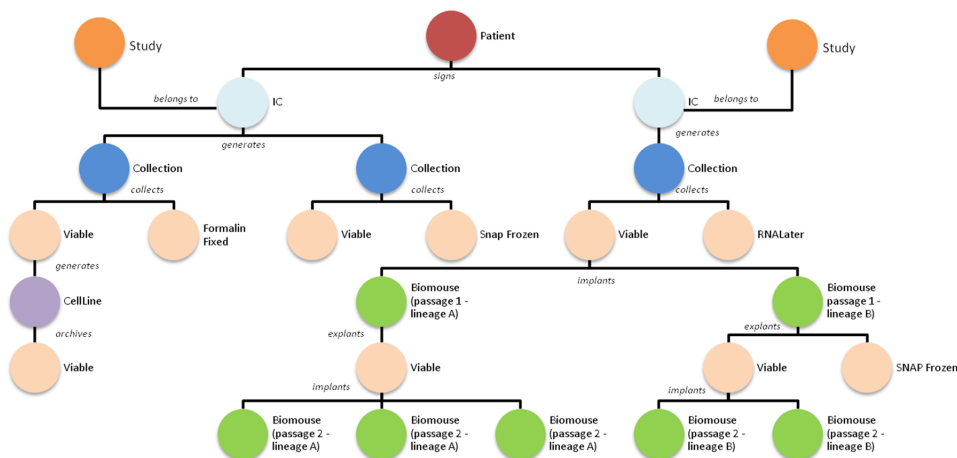 Patient
Study
Study
signs
belongs to
IC
IC
belongs to
generates
generates
Collection
Collection
Collection
collects
collects
collects
Viable
Formalin
Fixed
Viable
Snap Frozen
Viable
RNALater
generates
implants
CellLine
Biomouse
(passage 1 -
lineage A)
Biomouse
passage 1 -
lineage B)
archives
explants
explants
Viable
Viable
Viable
SNAP Frozen
implants
implants
Biomouse
(passage 2 -
lineage A)
Biomouse
(passage 2 -
lineage A)
Biomouse
(passage 2 -
lineage A)
Biomouse
(passage 2 -
lineage B)
Biomouse
(passage 2 -
lineage B)